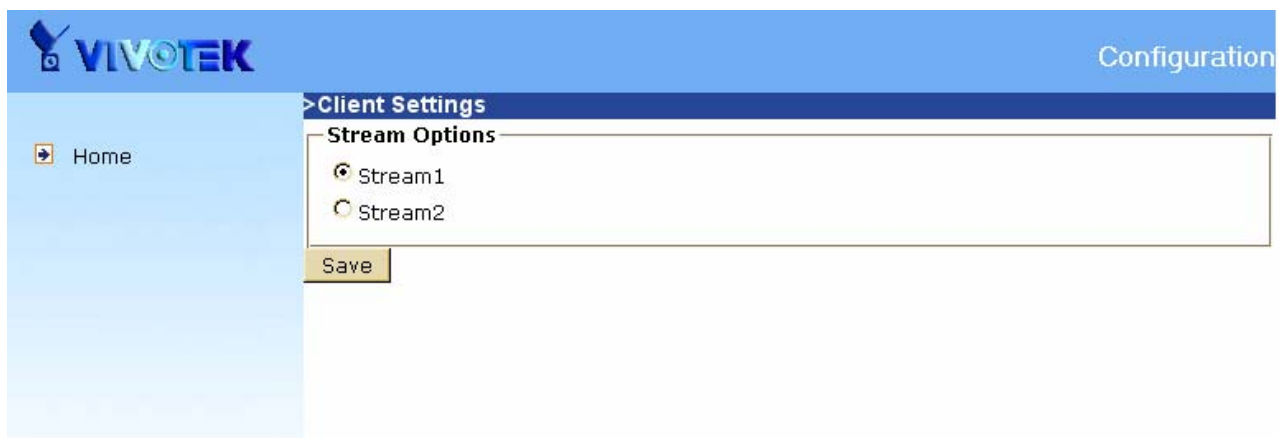 VIVOTEK
Configuration
>Client Settings
Stream Options
Home
Stream1
Stream2
Save